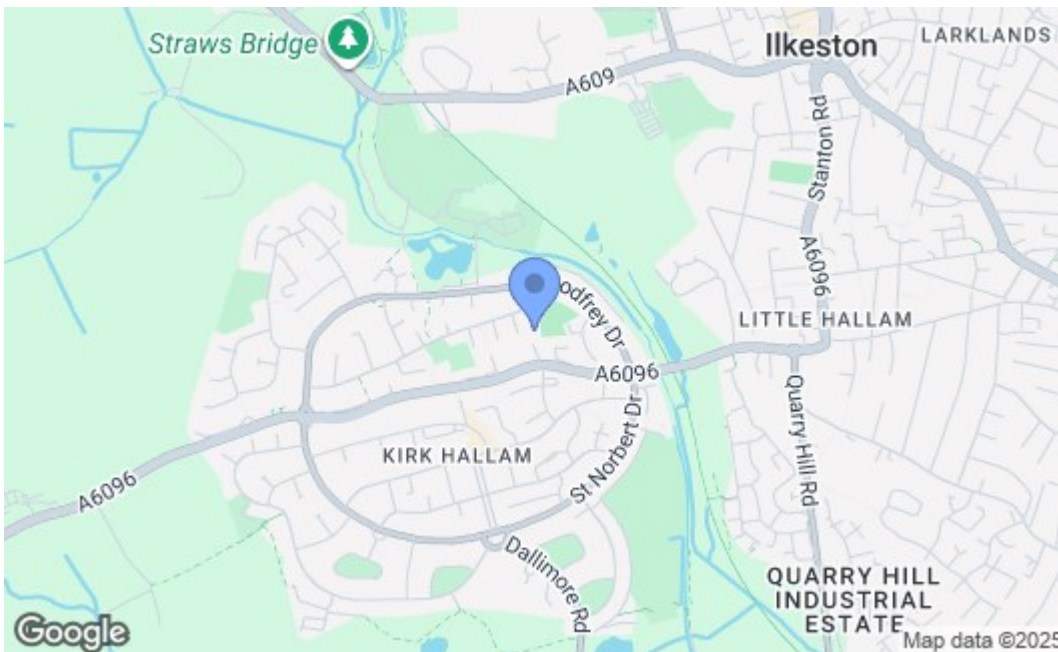 Straws Bridge
Ilkeston
LARKLANDS
A609
Stanton Rd
A6096
odfrey Dr
LITTLE HALLAM
A6096
Quarry Hill Rd
St Norbert Dr
KIRK HALLAM
A6096
Dallimore Rd
QUARRY HILL
INDUSTRIAL
ESTATE
Google
Map data ©2025